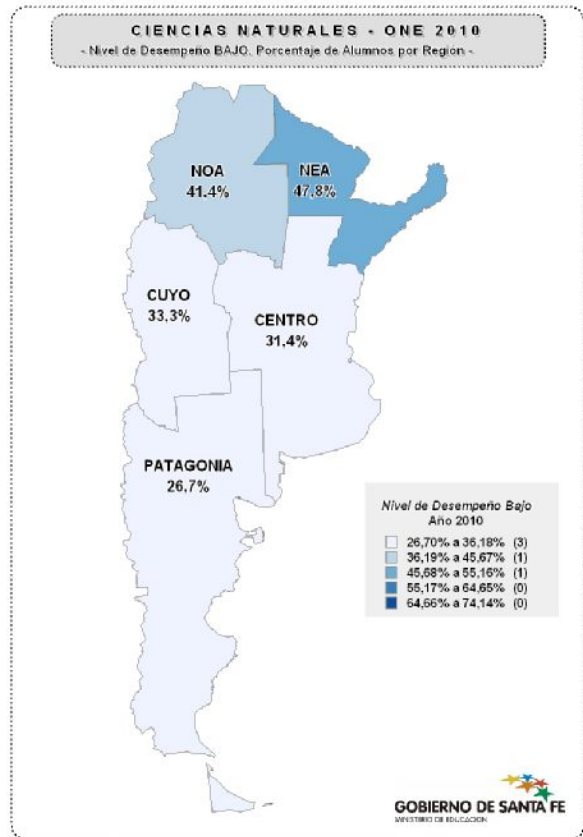 CIENCIAS NATURALES - ONE 2010
- Nivel de Desempeño BAJO. Porcentaje de Alumnos por Región -
NOA
41,4%
NEA
47,8%
CUYO
33,3%
CENTRO
31,4%
PATAGONIA
26,7%
Nivel de Desempeño Bajo
Año 2010
26,70% a 36,18% (3)
36,19% a 45,67% (1)
45,68% a 55,16% (1)
55,17% a 64,65% (0)
64,66% a 74,14% (0)
GOBIERNO DE SANTA FE
MINISTERIO DE EDUCACION